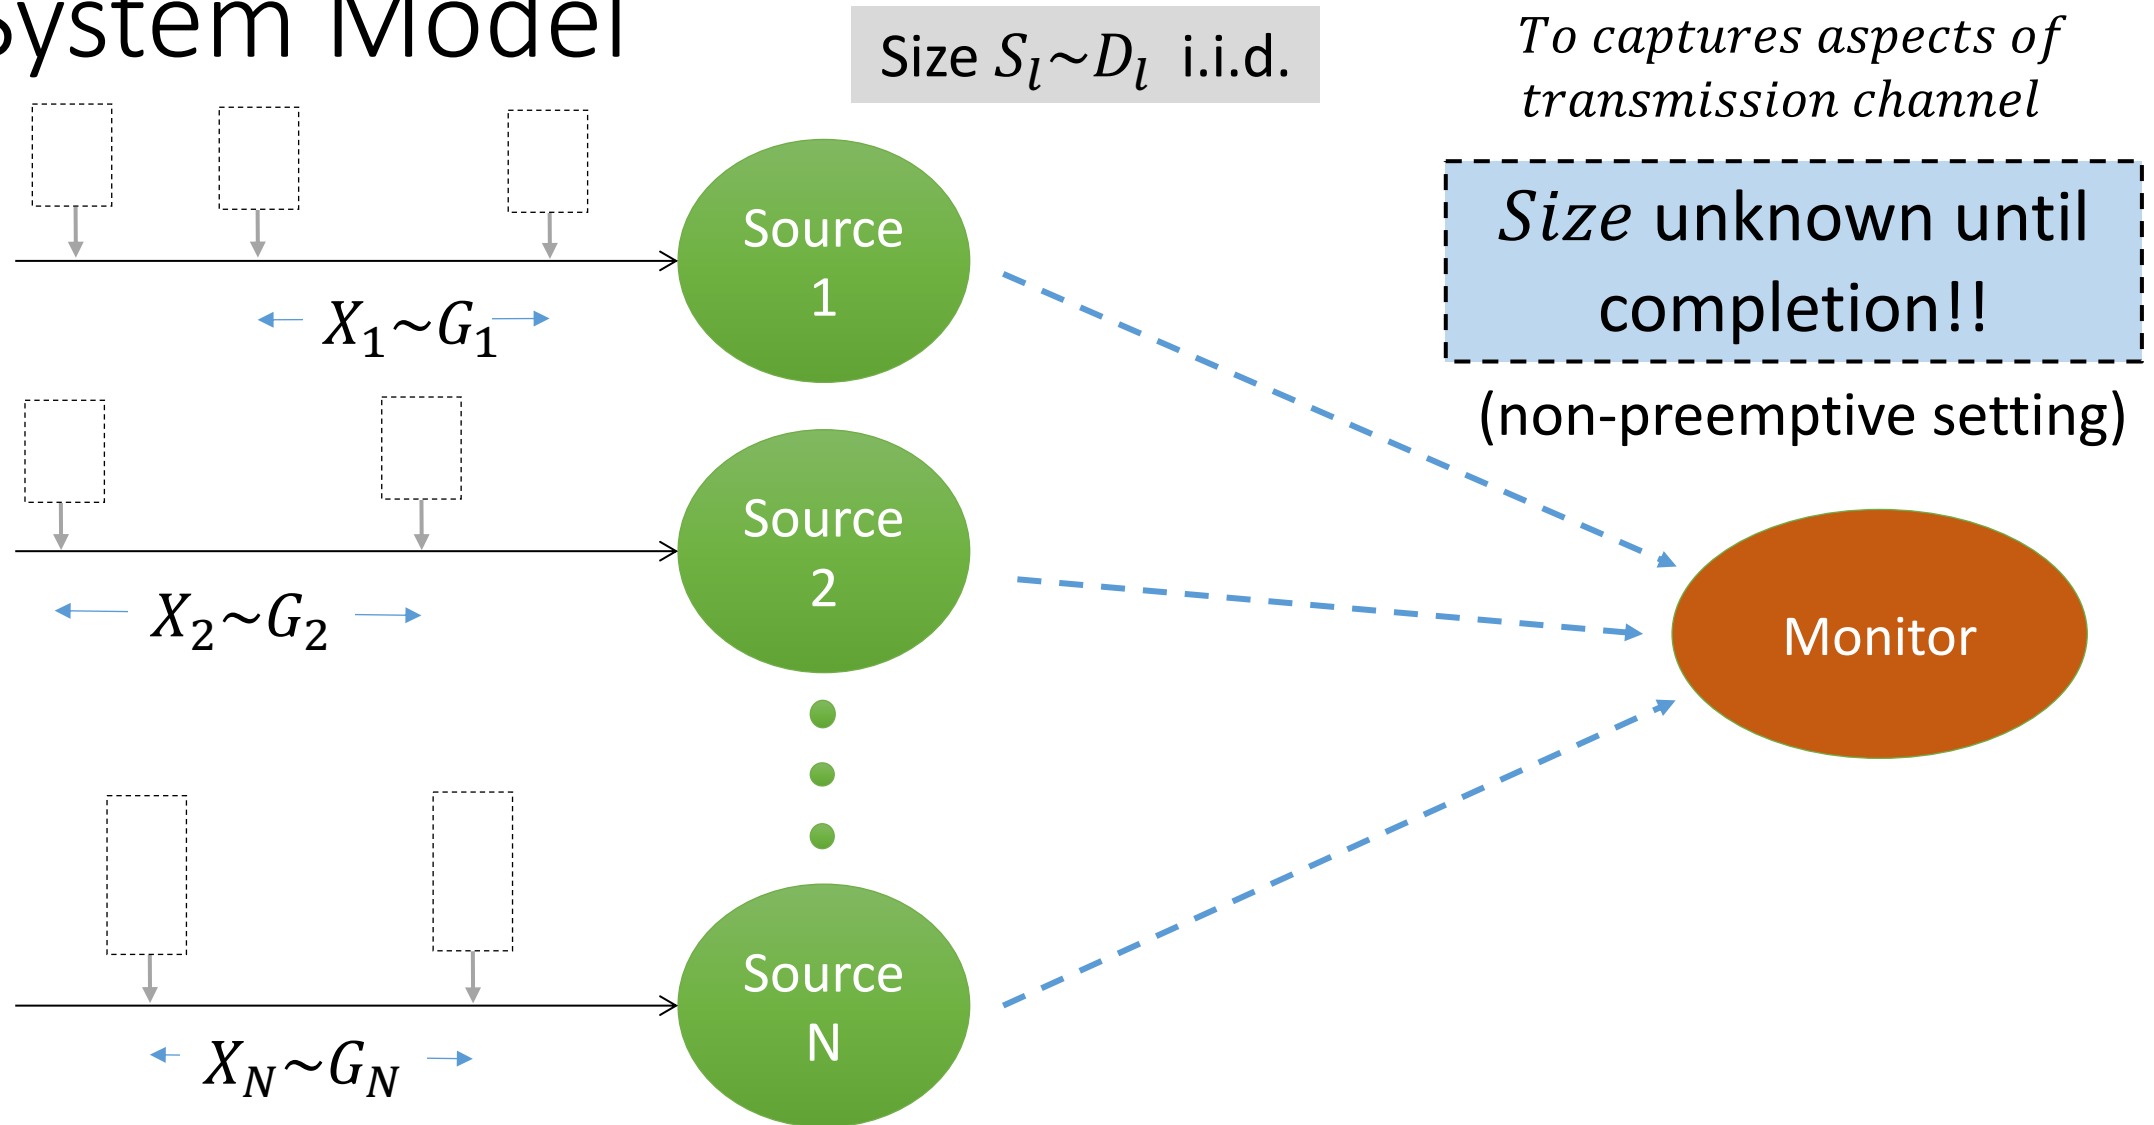 System Model
Size S_l~D_l i.i.d.
To captures aspects of
transmission channel
Size unknown until
completion!!
(non-preemptive setting)
Source
1
X_1~G_1
Source
2
X_2~G_2
Monitor
Source
N
X_N~G_N